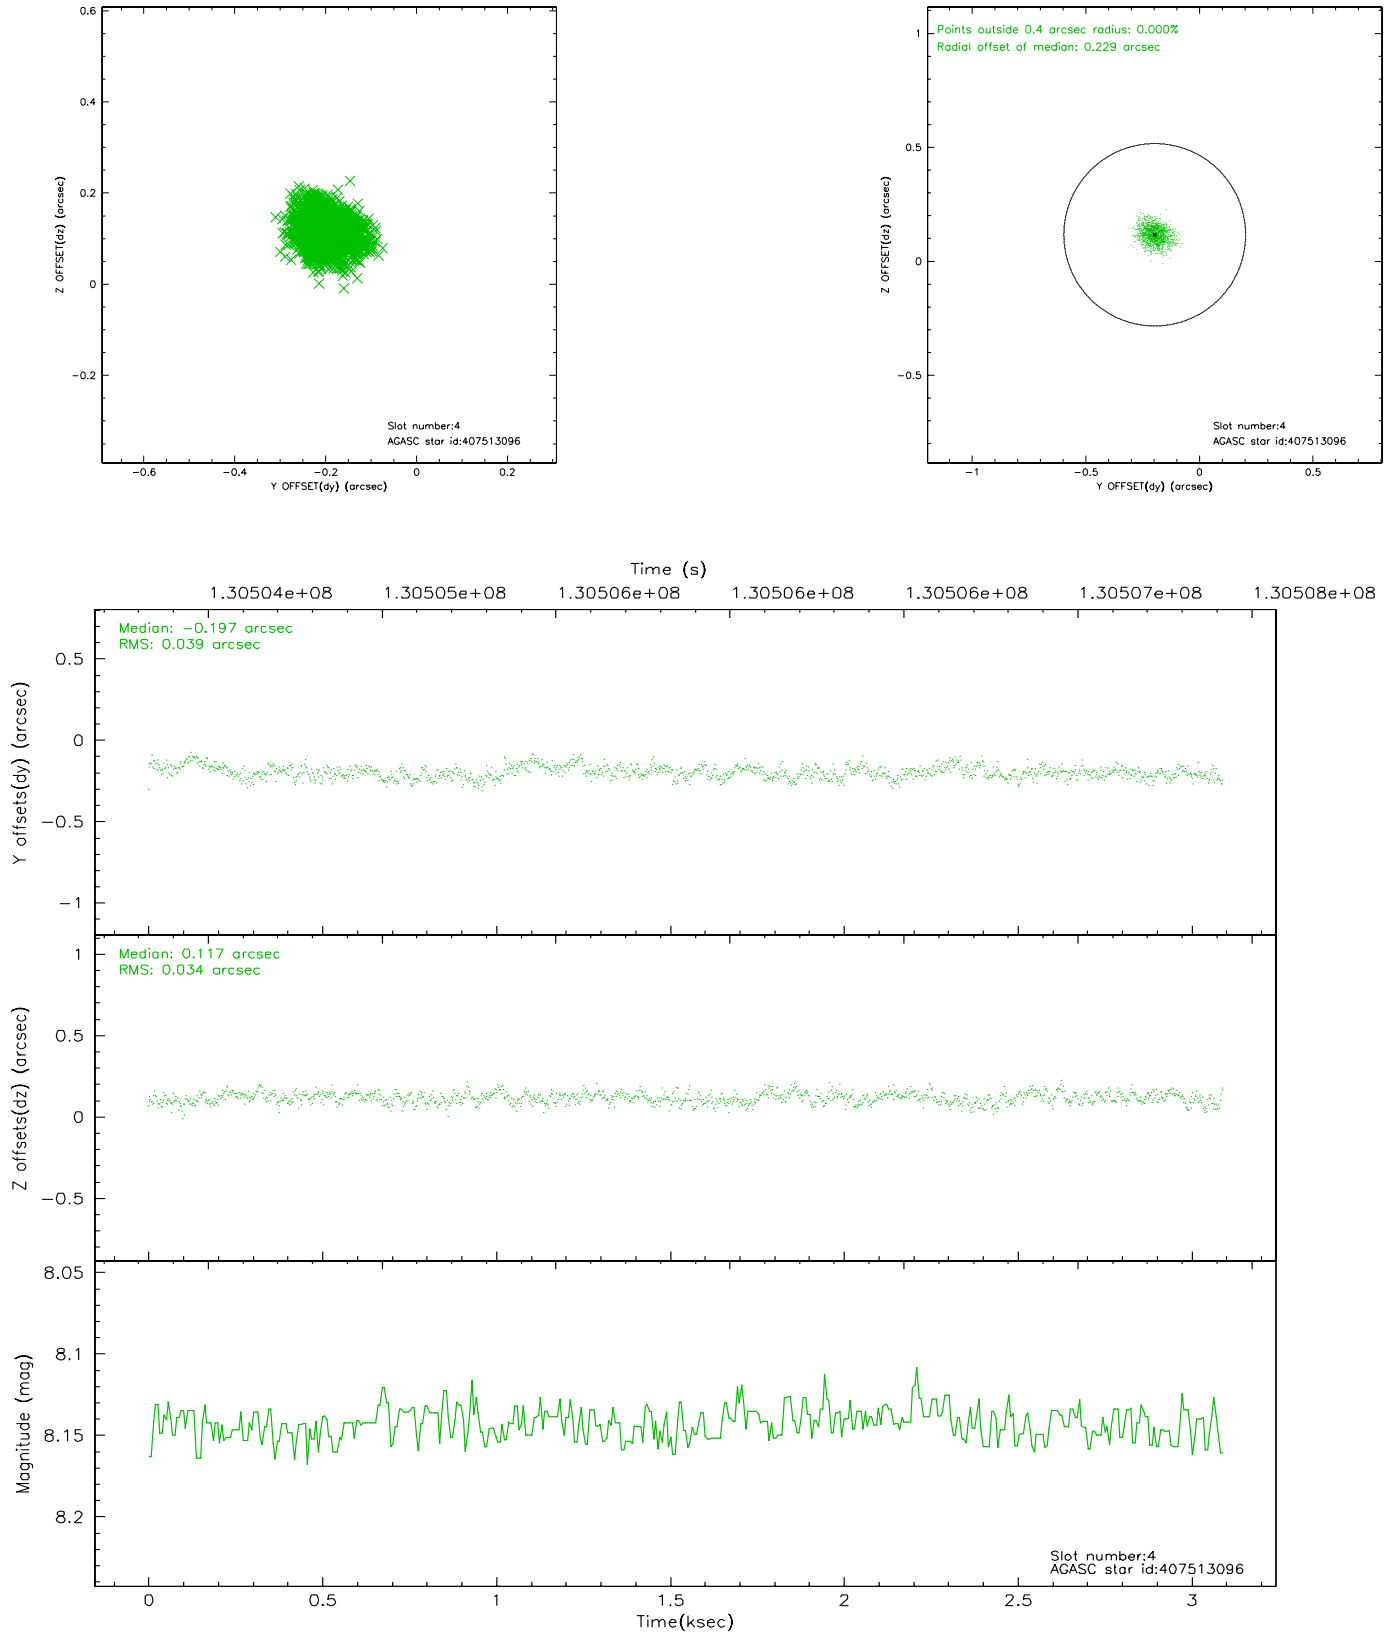 0.6
0.4
0.2
0
−0.2
Z OFFSET(dz) (arcsec)
Slot number:4
AGASC star id:407513096
−0.6 −0.4 −0.2 0 0.2
Y OFFSET(dy) (arcsec)
Points outside 0.4 arcsec radius: 0.000%
Radial offset of median: 0.229 arcsec
1
0.5
0
−0.5
Z OFFSET(dz) (arcsec)
Slot number:4
AGASC star id:407513096
−1 −0.5 0 0.5
Y OFFSET(dy) (arcsec)
Time (s)
1.30504e+08 1.30505e+08 1.30506e+08 1.30506e+08 1.30506e+08 1.30507e+08 1.30508e+08
Median: −0.197 arcsec
RMS: 0.039 arcsec
0.5
0
−0.5
−1
Y offsets(dy) (arcsec)
Median: 0.117 arcsec
RMS: 0.034 arcsec
1
0.5
0
−0.5
Z offsets(dz) (arcsec)
8.05
8.1
8.15
8.2
Magnitude (mag)
Slot number:4
AGASC star id:407513096
0 0.5 1 1.5 2 2.5 3
Time(ksec)